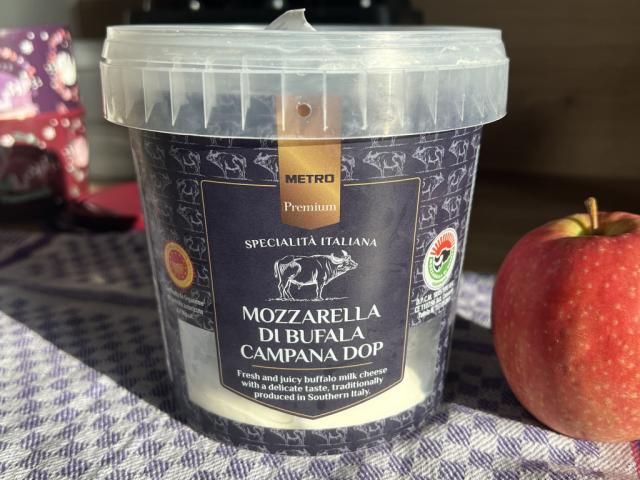 METRO
Premium
SPECIALITÀ ITALIANA
MOZZARELLA
DI BUFALA
CAMPANA DOP
Fresh and juicy buffalo milk cheese
with a delicate taste, traditionally
produced in Southern Italy.